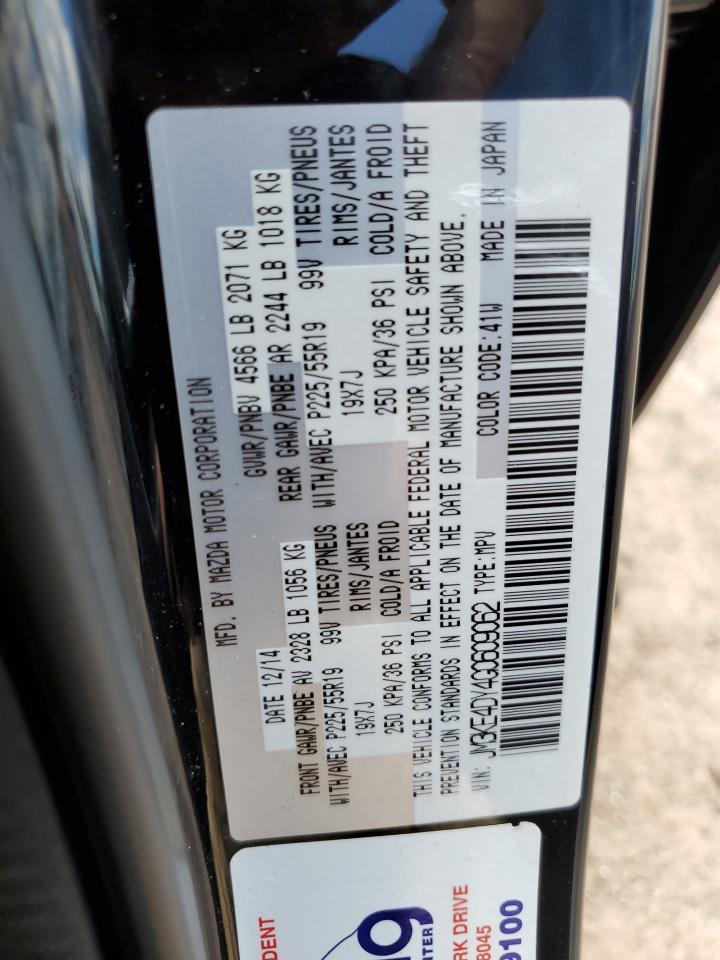 MFD. BY MAZDA MOTOR CORPORATION
DATE 12/14 GVWR/PNBV 4566 LB 2071 KG
FRONT GAWR/PNBE AV 2328 LB 1056 KG REAR GAWR/PNBE AR 2244 LB 1018 KG
WITH/AVEC P225/55R19 99V TIRES/PNEUS WITH/AVEC P225/55R19 99V TIRES/PNEUS
19X7J RIMS/JANTES 19X7J RIMS/JANTES
250 KPA/36 PSI COLD/A FROID 250 KPA/36 PSI COLD/A FROID
THIS VEHICLE CONFORMS TO ALL APPLICABLE FEDERAL MOTOR VEHICLE SAFETY AND THEFT
PREVENTION STANDARDS IN EFFECT ON THE DATE OF MANUFACTURE SHOWN ABOVE.
VIN: JM3KE4DY4G0609062 TYPE:MPV COLOR CODE:41W MADE IN JAPAN
DENT
ng
NTER
RK DRIVE
8045
9100